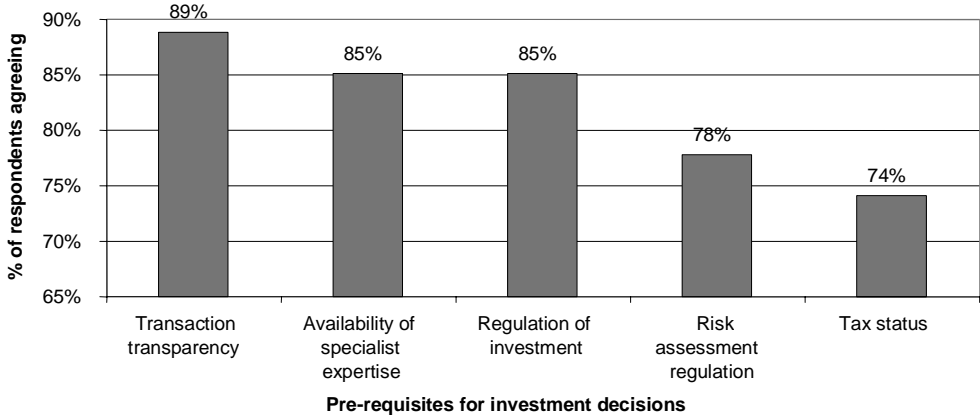 % of respondents agreeing
90%
85%
80%
75%
70%
65%
89%
85%
85%
78%
74%
Transaction
transparency
Availability of
specialist
expertise
Regulation of
investment
Risk
assessment
regulation
Tax status
Pre-requisites for investment decisions